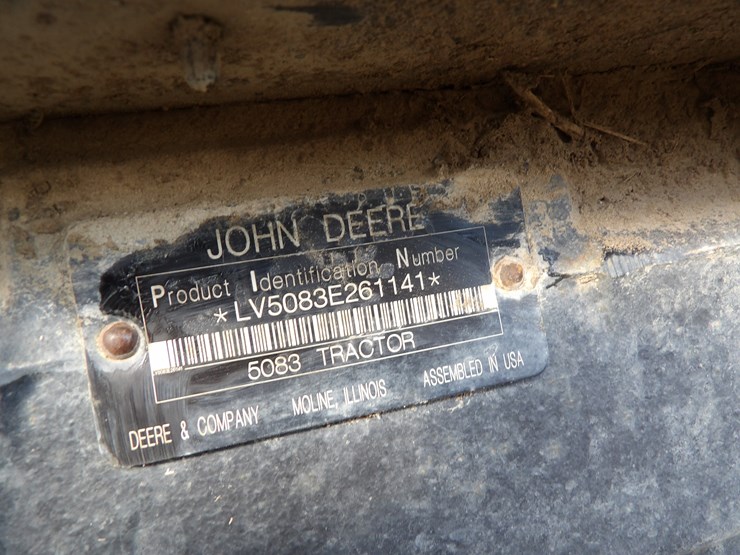 JOHN DEERE
Product Identification Number
*LV5083E261141*
5083 TRACTOR
DEERE & COMPANY MOLINE, ILLINOIS ASSEMBLED IN USA